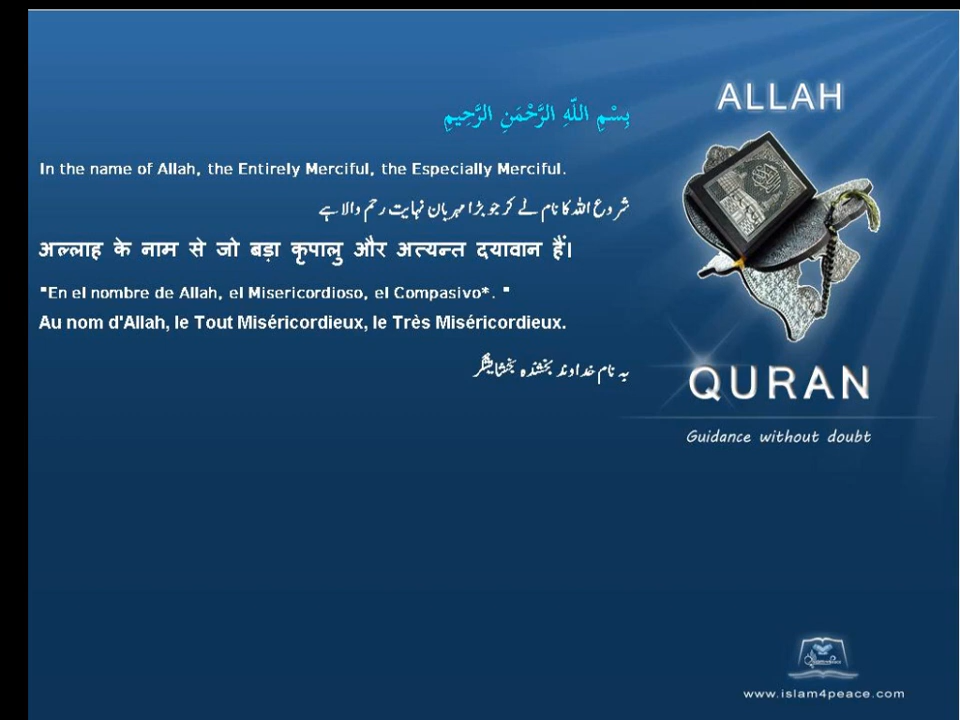 بِسْمِ اللّهِ الرَّحْمَنِ الرَّحِيمِ
In the name of Allah, the Entirely Merciful, the Especially Merciful.
شروع الله کا نام لے کر جو بڑا مہربان نہایت رحم والا ہے
अल्लाह के नाम से जो बड़ा कृपालु और अत्यन्त दयावान हैं।
"En el nombre de Allah, el Misericordioso, el Compasivo*. "
Au nom d'Allah, le Tout Miséricordieux, le Très Miséricordieux.
به نام خداوند بخشنده بخشایشگر
ALLAH
QURAN
Guidance without doubt
www.islam4peace.com